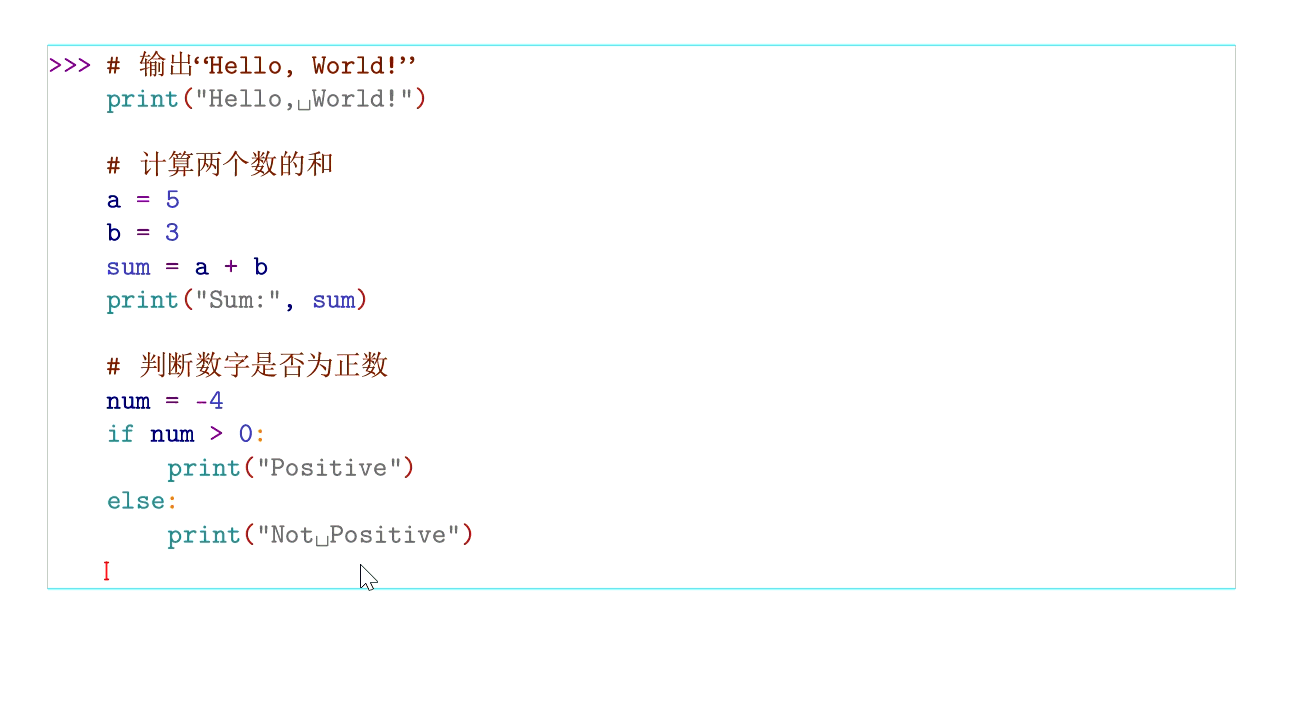 >>> # 输出“Hello, World!”
print("Hello,␣World!")
# 计算两个数的和
a = 5
b = 3
sum = a + b
print("Sum:", sum)
# 判断数字是否为正数
num = -4
if num > 0:
    print("Positive")
else:
    print("Not␣Positive")